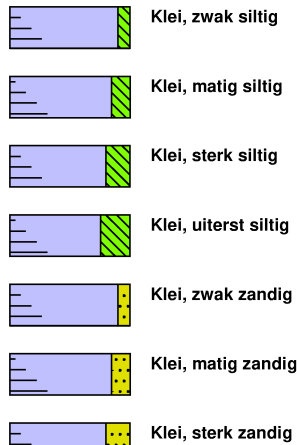 Klei, zwak siltig
Klei, matig siltig
Klei, sterk siltig
Klei, uiterst siltig
Klei, zwak zandig
Klei, matig zandig
Klei, sterk zandig